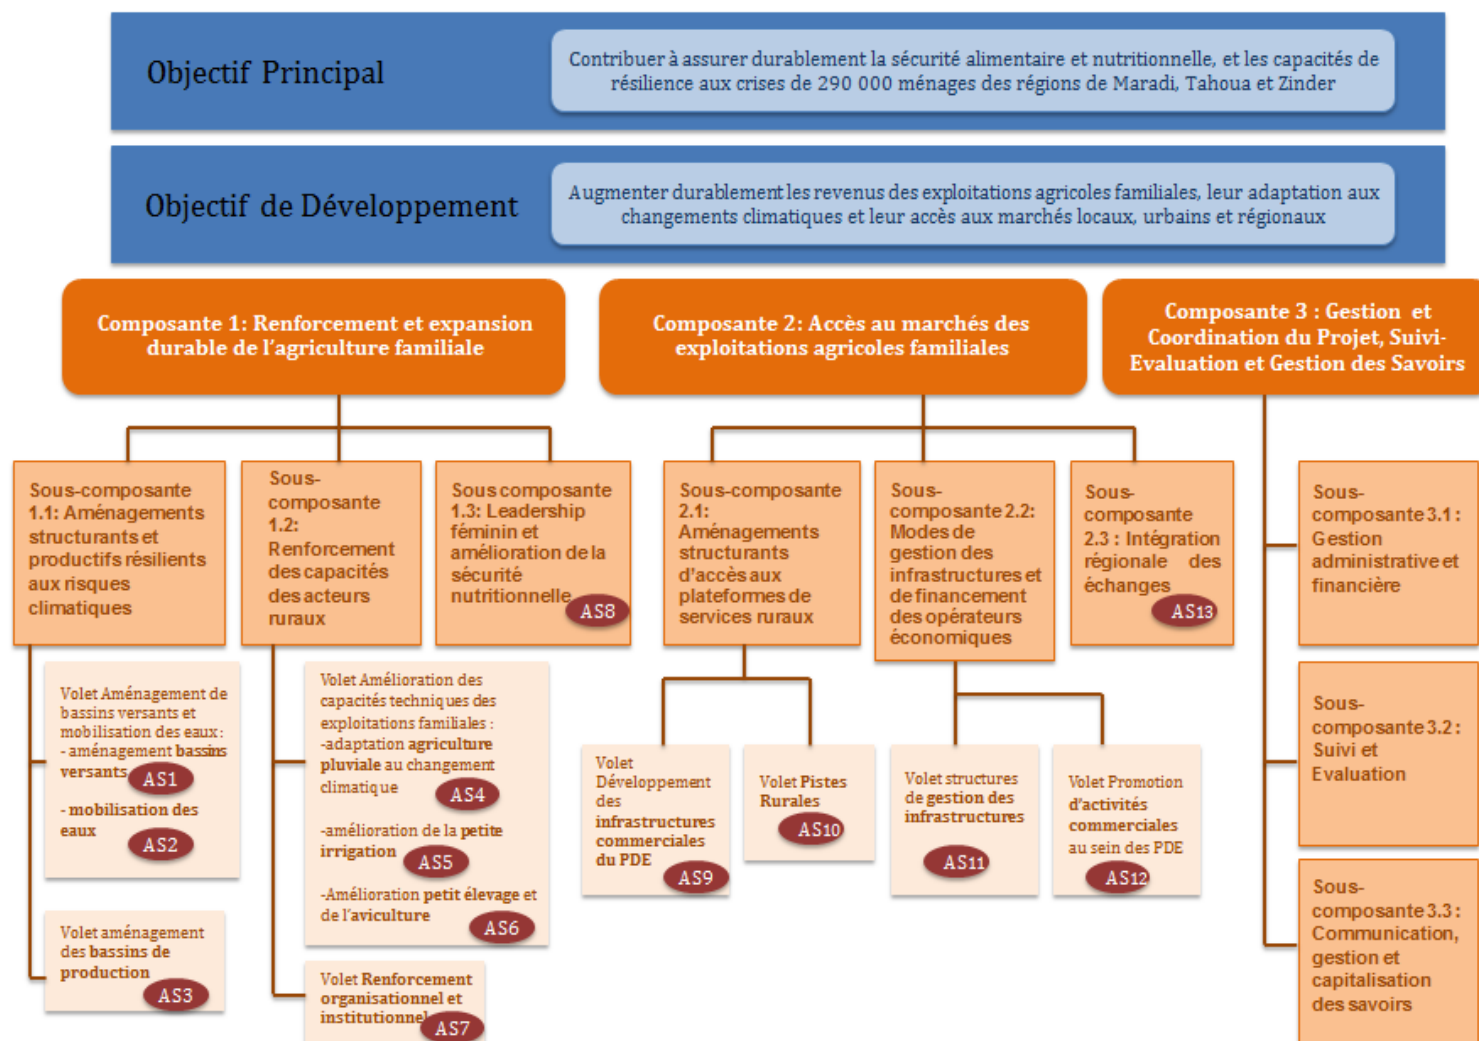 Objectif Principal
Contribuer à assurer durablement la sécurité alimentaire et nutritionnelle, et les capacités de
résilience aux crises de 290 000 ménages des régions de Maradi, Tahoua et Zinder
Objectif de Développement
Augmenter durablement les revenus des exploitations agricoles familiales, leur adaptation aux
changements climatiques et leur accès aux marchés locaux, urbains et régionaux
Composante 1: Renforcement et expansion
durable de l’agriculture familiale
Composante 2: Accès au marchés des
exploitations agricoles familiales
Composante 3 : Gestion et
Coordination du Projet, Suivi-
Evaluation et Gestion des Savoirs
Sous-composante
1.1: Aménagements
structurants et
productifs résilients
aux risques
climatiques
Sous-
composante
1.2:
Renforcement
des capacités
des acteurs
ruraux
Sous composante
1.3: Leadership
féminin et
amélioration de la
sécurité
nutritionnelle
AS8
Sous-composante
2.1:
Aménagements
structurants
d’accès aux
plateformes de
services ruraux
Sous-
composante 2.2:
Modes de
gestion des
infrastructures et
de financement
des opérateurs
économiques
Sous-
composante
2.3 : Intégration
régionale des
échanges
AS13
Sous-
composante 3.1 :
Gestion
administrative et
financière
Volet Aménagement de
bassins versants et
mobilisation des eaux :
- aménagement bassins
versants
AS1
- mobilisation des
eaux
AS2
Volet aménagement
des bassins de
production
AS3
Volet Amélioration des
capacités techniques des
exploitations familiales :
-adaptation agriculture
pluviale au changement
climatique
AS4
-amélioration de la petite
irrigation
AS5
-Amélioration petit élevage et
de l’aviculture
AS6
Volet Renforcement
organisationnel et
institutionnel
AS7
Volet
Développement
des
infrastructures
commerciales
du PDE
AS9
Volet Pistes
Rurales
AS10
Volet structures
de gestion des
infrastructures
AS11
Volet Promotion
d’activités
commerciales
au sein des PDE
AS12
Sous-
composante 3.2 :
Suivi et
Evaluation
Sous-
composante 3.3 :
Communication,
gestion et
capitalisation
des savoirs